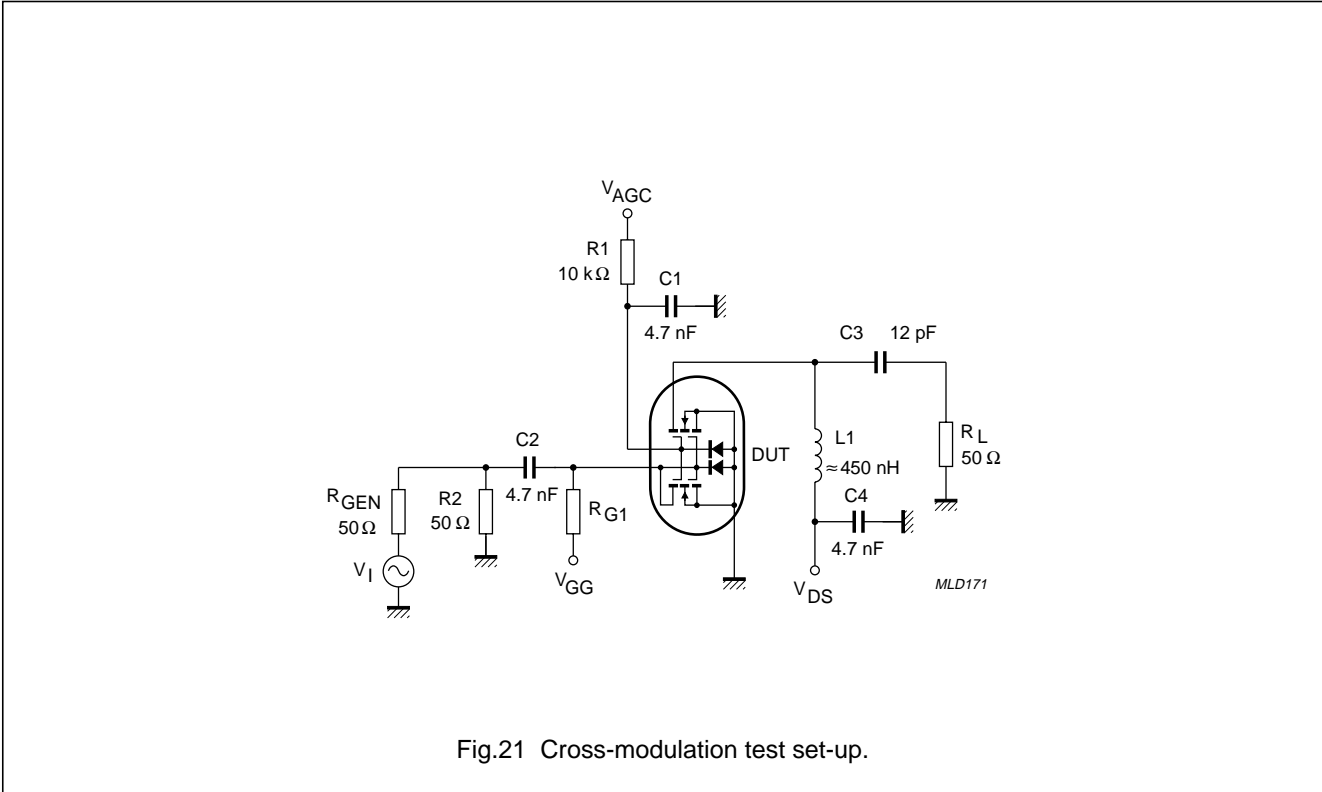 VAGC
R1
10 kΩ
C1
4.7 nF
C3 12 pF
C2
4.7 nF
DUT
L1
≈450 nH
RL
50 Ω
RGEN
50 Ω
R2
50 Ω
RG1
C4
4.7 nF
VI
VGG
VDS
MLD171
Fig.21 Cross-modulation test set-up.